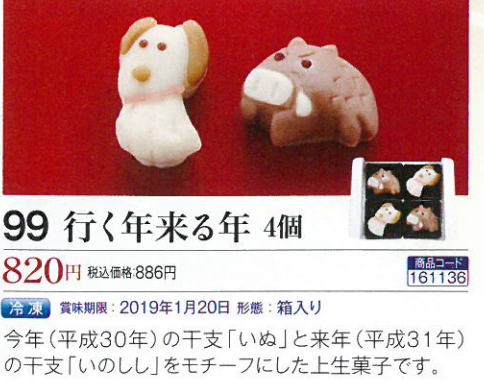 99 行く年来る年 4個
820円 税込価格:886円
商品コード
161136
冷凍 賞味期限：2019年1月20日 形態：箱入り
今年(平成30年)の干支「いぬ」と来年(平成31年)
の干支「いのしし」をモチーフにした上生菓子です。